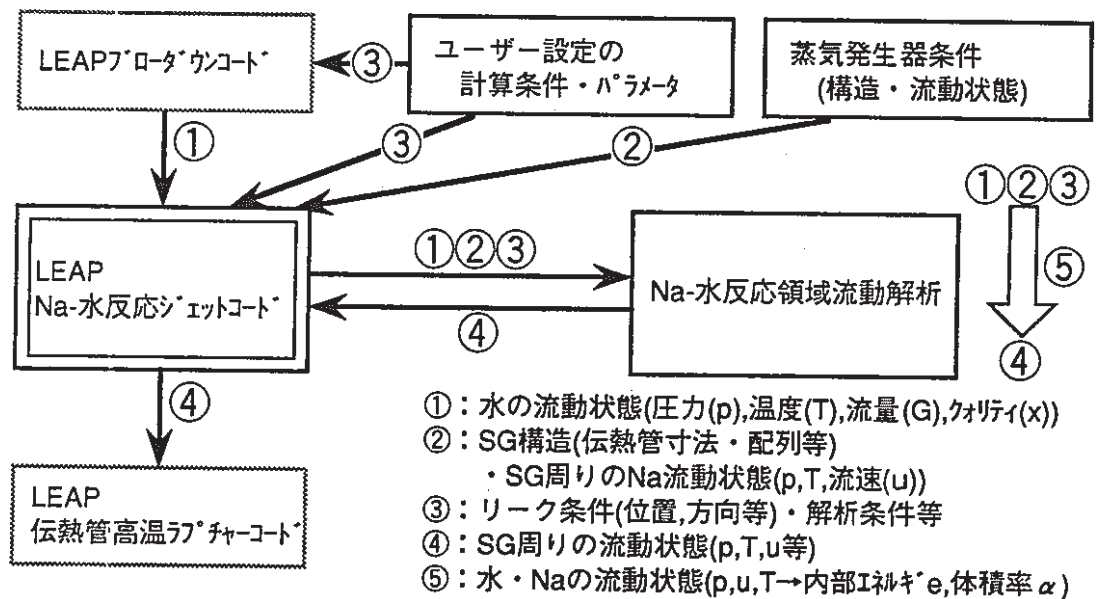 LEAPﾌﾞﾛｰﾀﾞｳﾝｺｰﾄﾞ
③
ユーザー設定の
計算条件・ﾊﾟﾗﾒｰﾀ
蒸気発生器条件
(構造・流動状態)
①
③
②
①②③
⑤
④
LEAP
Na-水反応ｼﾞｪｯﾄｺｰﾄﾞ
①②③
④
Na-水反応領域流動解析
④
LEAP
伝熱管高温ﾗﾌﾟﾁｬｰｺｰﾄﾞ
①：水の流動状態(圧力(p),温度(T),流量(G),ｸｫﾘﾃｨ(x))
②：SG構造(伝熱管寸法・配列等)
・SG周りのNa流動状態(p,T,流速(u))
③：リーク条件(位置,方向等)・解析条件等
④：SG周りの流動状態(p,T,u等)
⑤：水・Naの流動状態(p,u,T→内部ｴﾈﾙｷﾞe,体積率α)